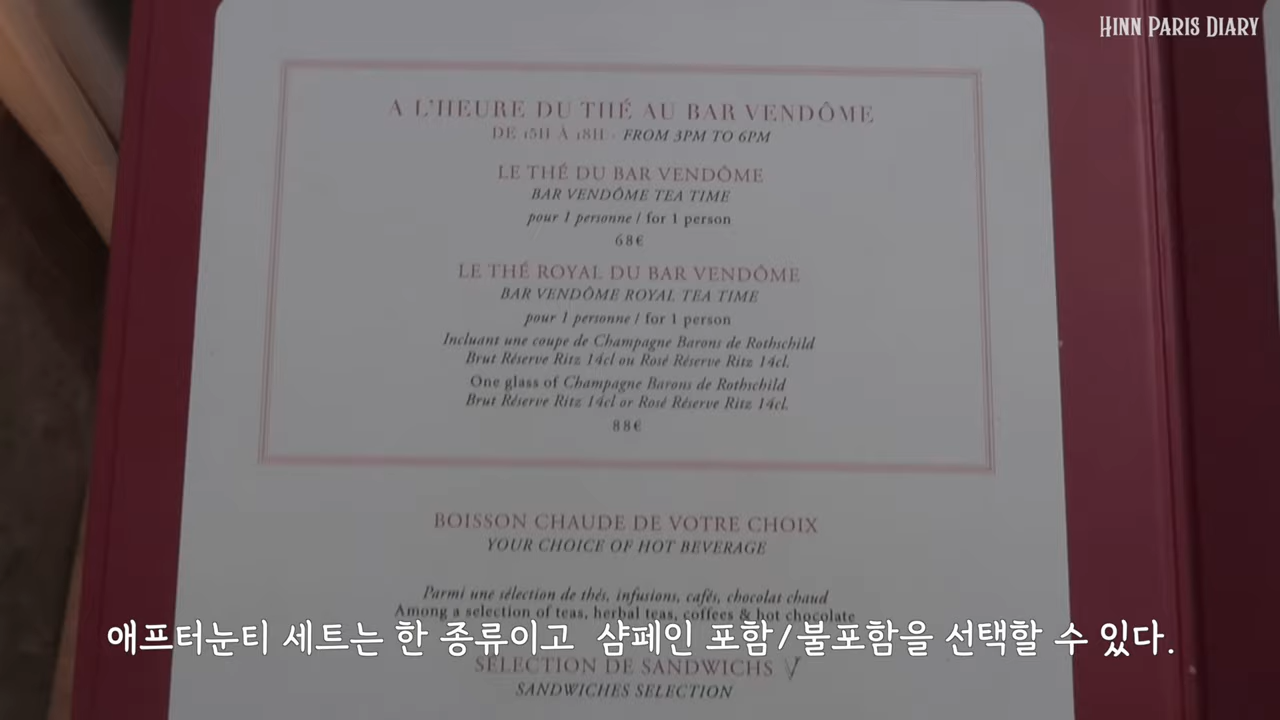 HINN PARIS DIARY
A L'HEURE DU THÉ AU BAR VENDÔME
DE 15H À 18H - FROM 3PM TO 6PM
LE THÉ DU BAR VENDÔME
BAR VENDÔME TEA TIME
pour 1 personne / for 1 person
68€
LE THÉ ROYAL DU BAR VENDÔME
BAR VENDÔME ROYAL TEA TIME
pour 1 personne / for 1 person
Incluant une coupe de Champagne Barons de Rothschild
Brut Réserve Ritz 14cl ou Rosé Réserve Ritz 14cl.
One glass of Champagne Barons de Rothschild
Brut Réserve Ritz 14cl or Rosé Réserve Ritz 14cl.
88€
BOISSON CHAUDE DE VOTRE CHOIX
YOUR CHOICE OF HOT BEVERAGE
Parmi une sélection de thés, infusions, cafés, chocolat chaud
Among a selection of teas, herbal teas, coffees & hot chocolate
애프터눈티 세트는 한 종류이고 샴페인 포함/불포함을 선택할 수 있다.
SÉLECTION DE SANDWICHS V
SANDWICHES SELECTION